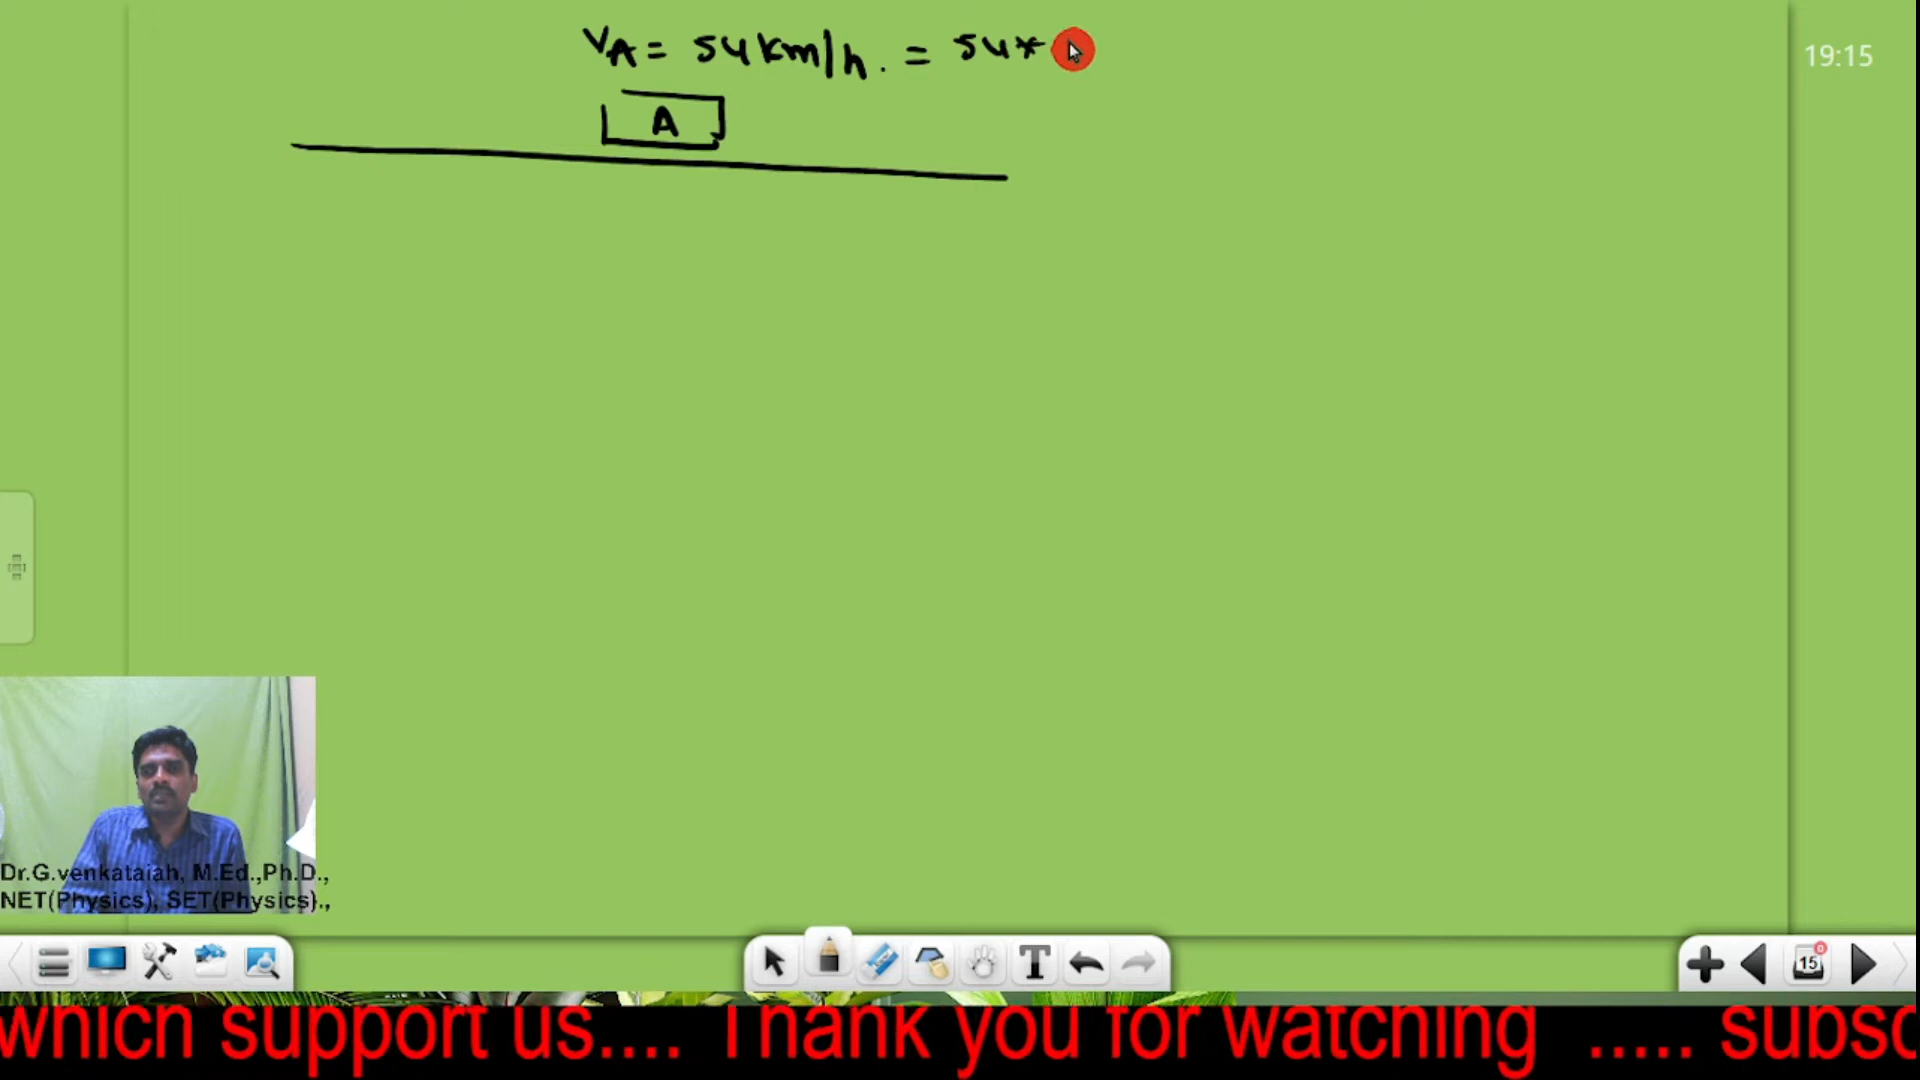 VA = 54 km/h. = 54*
19:15
A
Dr.G.venkataiah, M.Ed.,Ph.D.,
NET(Physics), SET(Physics).,
T
0
15
which support us.... Thank you for watching ..... subsc